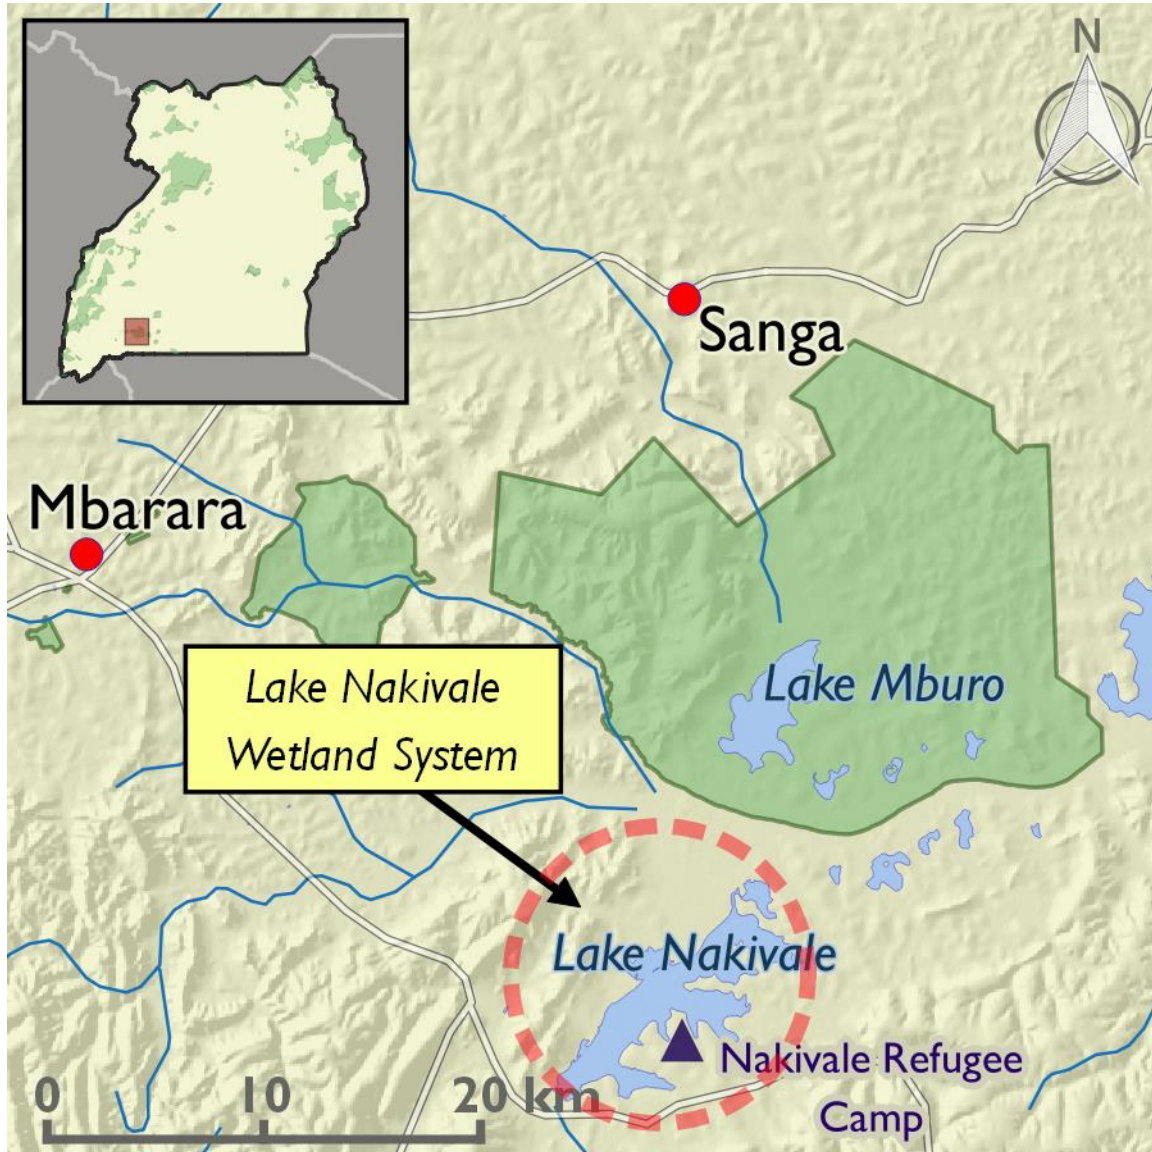 N
Sanga
Mbarara
Lake Nakivale
Wetland System
Lake Mburo
Lake Nakivale
Nakivale Refugee
Camp
0 10 20 km